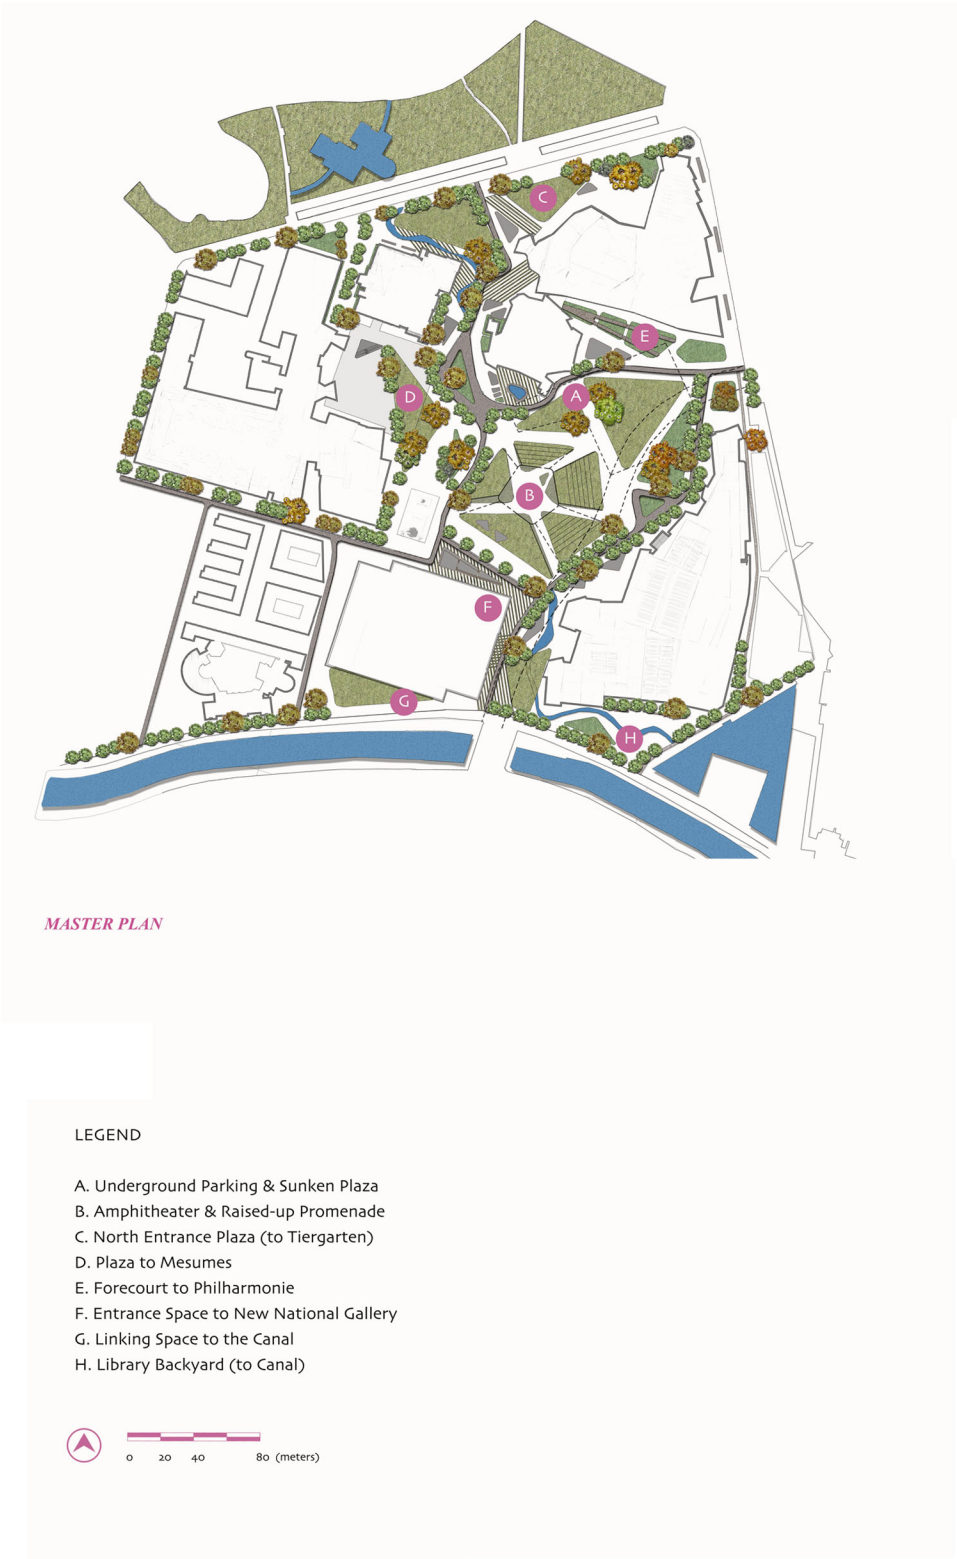 C
E
A
D
B
F
G
H
MASTER PLAN
LEGEND
A. Underground Parking & Sunken Plaza
B. Amphitheater & Raised-up Promenade
C. North Entrance Plaza (to Tiergarten)
D. Plaza to Mesumes
E. Forecourt to Philharmonie
F. Entrance Space to New National Gallery
G. Linking Space to the Canal
H. Library Backyard (to Canal)
0 20 40 80 (meters)